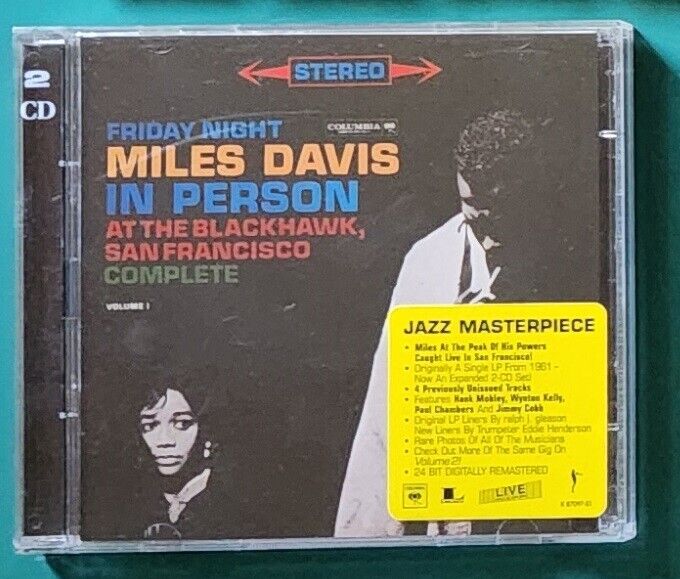 2
CD
STEREO
FRIDAY NIGHT
COLUMBIA
MILES DAVIS
IN PERSON
AT THE BLACKHAWK,
SAN FRANCISCO
COMPLETE
VOLUME I
JAZZ MASTERPIECE
• Miles At The Peak Of His Powers
Caught Live In San Francisco!
• Originally A Single LP From 1961 –
Now An Expanded 2-CD Set!
• 4 Previously Unissued Tracks
• Features Hank Mobley, Wynton Kelly,
Paul Chambers And Jimmy Cobb
• Original LP Liners By ralph j. gleason
New Liners By Trumpeter Eddie Henderson
• Rare Photos Of All Of The Musicians
• Check Out More Of The Same Gig On
Volume 2!
• 24 BIT DIGITALLY REMASTERED
LIVE